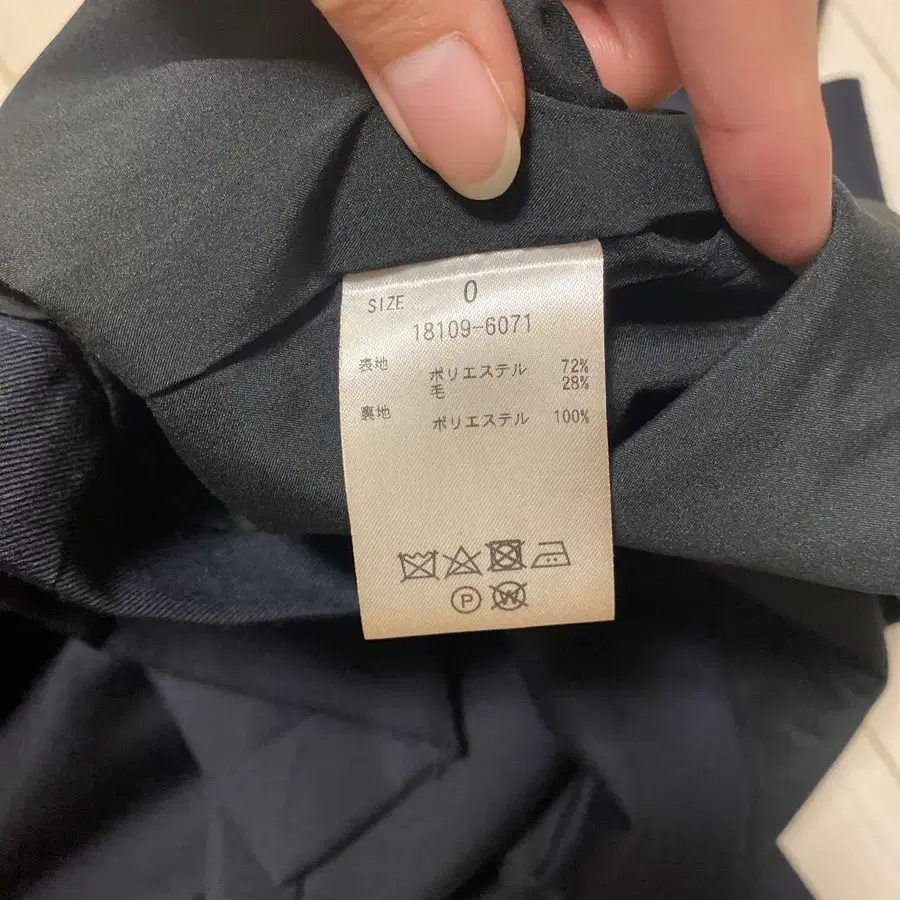 SIZE 0
18109-6071
表地 ポリエステル 72%
毛 28%
裏地 ポリエステル 100%
P W